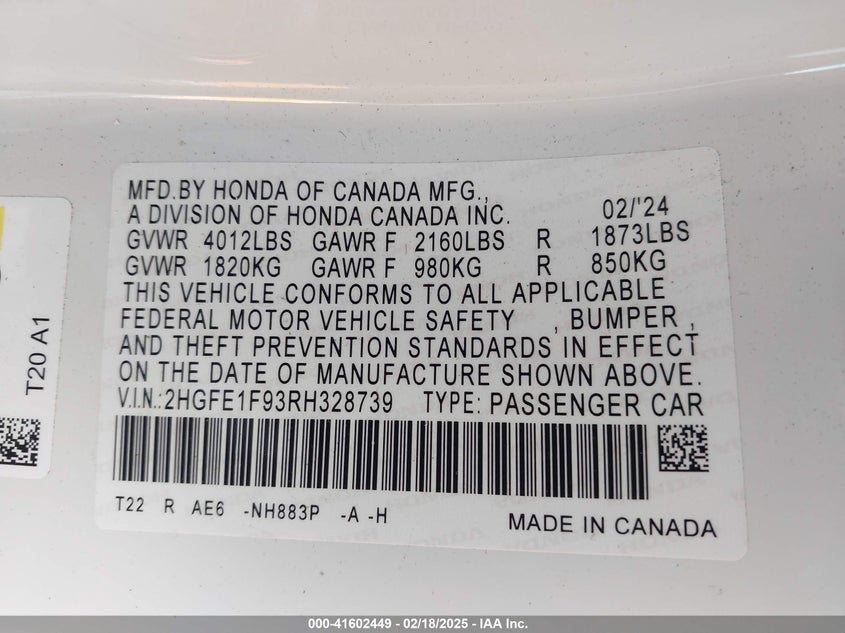 MFD.BY HONDA OF CANADA MFG.,
A DIVISION OF HONDA CANADA INC. 02/'24
GVWR 4012LBS GAWR F 2160LBS R 1873LBS
GVWR 1820KG GAWR F 980KG R 850KG
THIS VEHICLE CONFORMS TO ALL APPLICABLE
FEDERAL MOTOR VEHICLE SAFETY , BUMPER ,
AND THEFT PREVENTION STANDARDS IN EFFECT
ON THE DATE OF MANUFACTURE SHOWN ABOVE.
V.I.N.:2HGFE1F93RH328739 TYPE: PASSENGER CAR
T22 R AE6 -NH883P -A -H
MADE IN CANADA
T20 A1
000-41602449 - 02/18/2025 - IAA Inc.